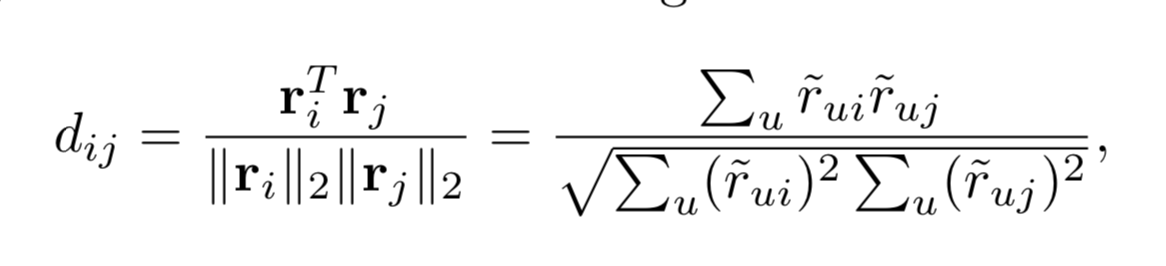 d_{ij} = \frac{\mathbf{r}_i^T \mathbf{r}_j}{\|\mathbf{r}_i\|_2 \|\mathbf{r}_j\|_2} = \frac{\sum_u \tilde{r}_{ui} \tilde{r}_{uj}}{\sqrt{\sum_u (\tilde{r}_{ui})^2 \sum_u (\tilde{r}_{uj})^2}},